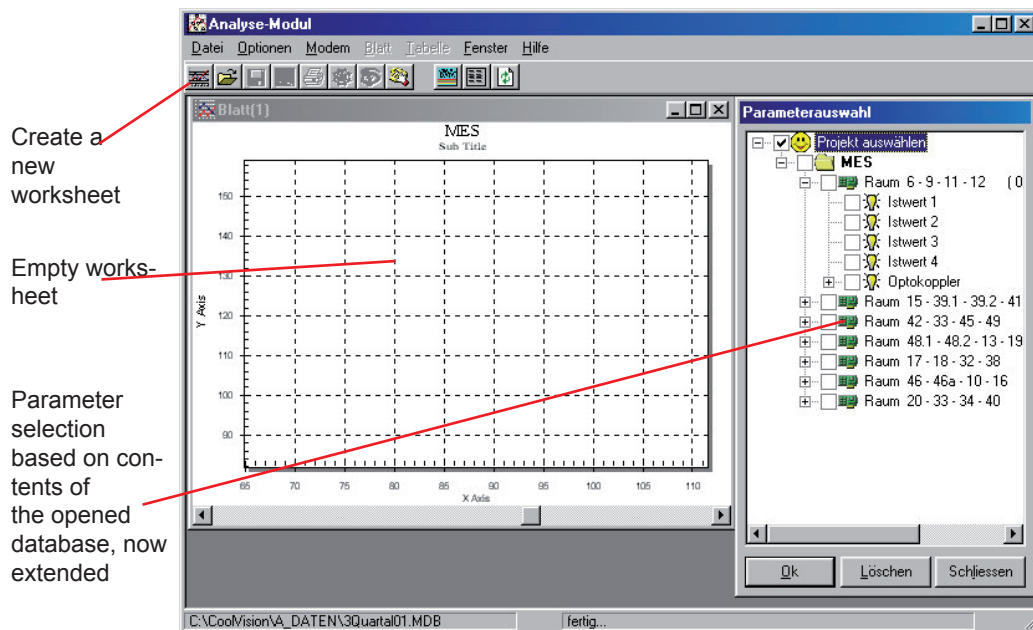 Analyse-Modul
Datei Optionen Modem Blatt Tabelle Fenster Hilfe
Create a
new
worksheet
Empty works-
heet
Parameter
selection
based on con-
tents of
the opened
database, now
extended
Blatt(1)
MES
Sub Title
Y Axis
150
140
130
120
110
100
90
65 70 75 80 85 90 95 100 105 110
X Axis
Parameterauswahl
Projekt auswählen
MES
Raum 6 - 9 - 11 - 12 ( 0
Istwert 1
Istwert 2
Istwert 3
Istwert 4
Optokoppler
Raum 15 - 39.1 - 39.2 - 41
Raum 42 - 33 - 45 - 49
Raum 48.1 - 48.2 - 13 - 19
Raum 17 - 18 - 32 - 38
Raum 46 - 46a - 10 - 16
Raum 20 - 33 - 34 - 40
Ok Löschen Schliessen
C:\CoolVision\A_DATEN\3Quartal01.MDB fertig...